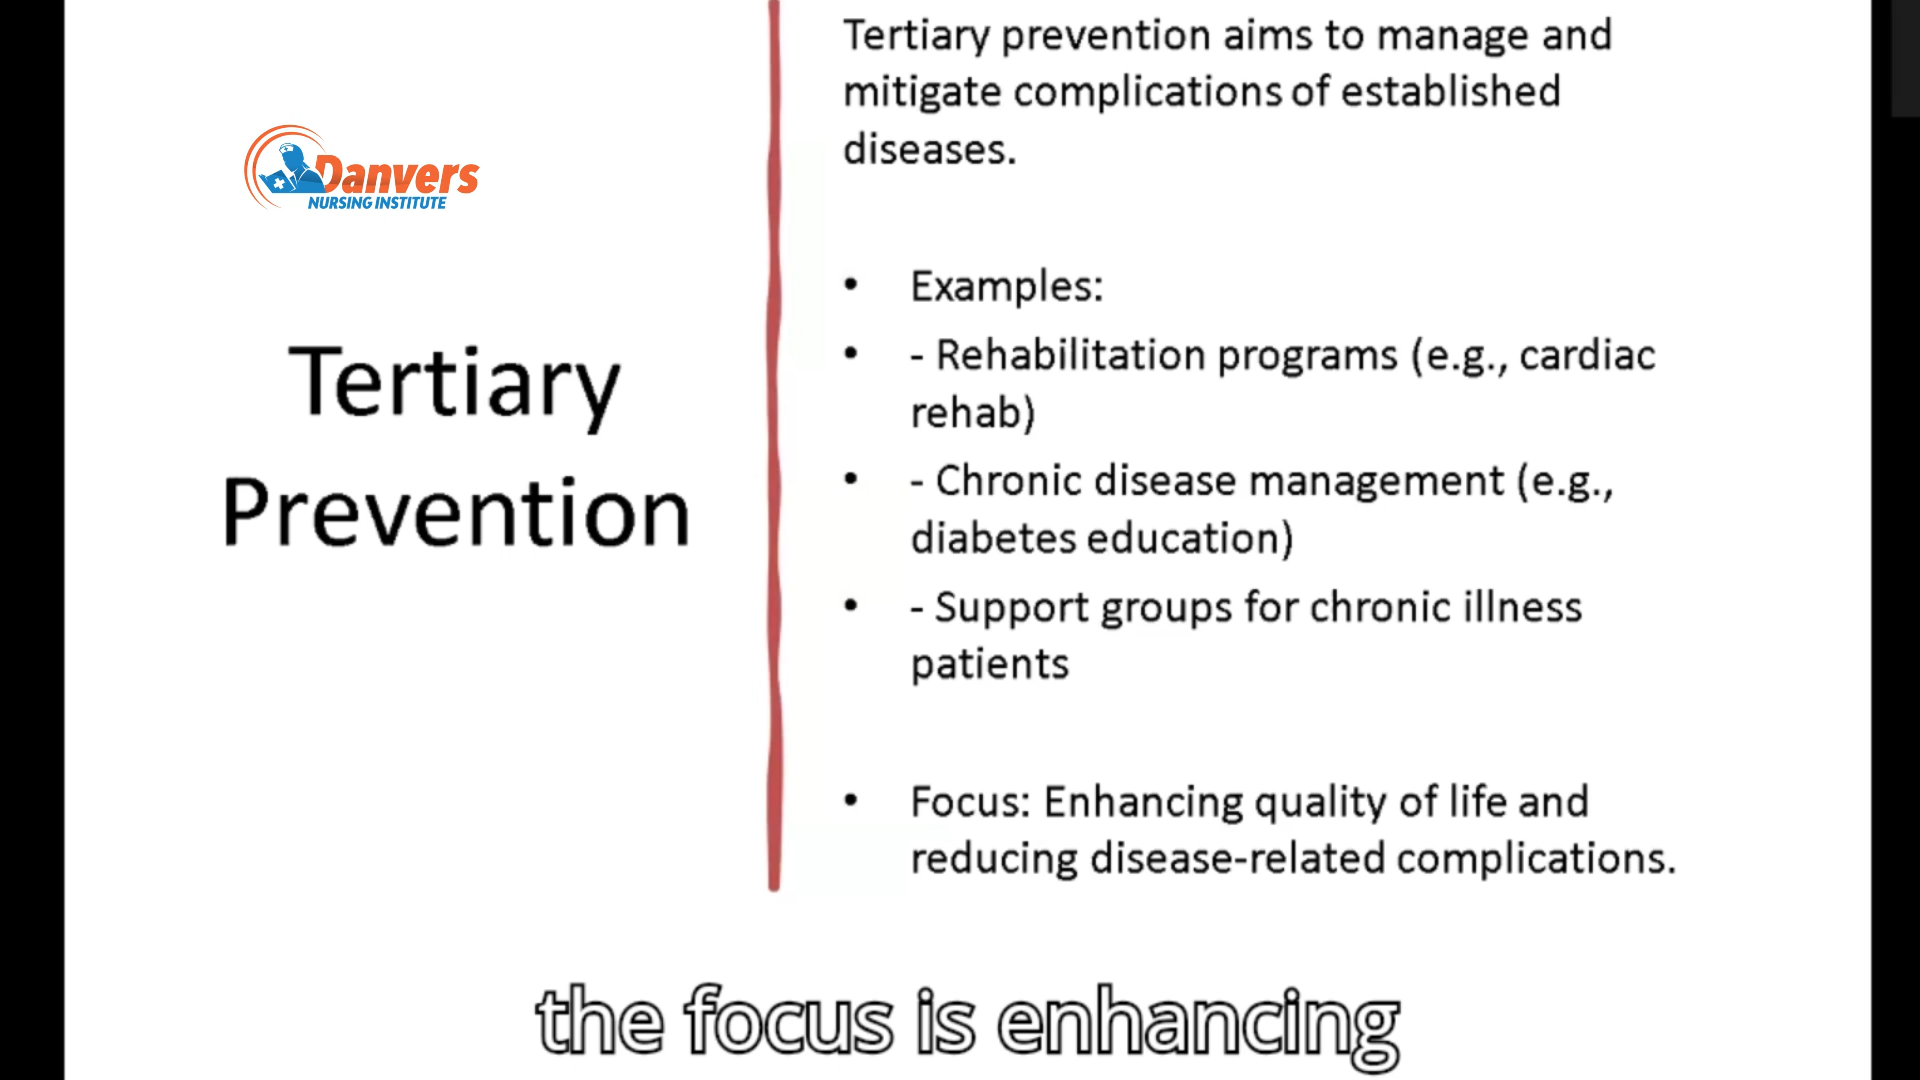 Danvers
NURSING INSTITUTE
Tertiary
Prevention
Tertiary prevention aims to manage and
mitigate complications of established
diseases.
• Examples:
• - Rehabilitation programs (e.g., cardiac
rehab)
• - Chronic disease management (e.g.,
diabetes education)
• - Support groups for chronic illness
patients
• Focus: Enhancing quality of life and
reducing disease-related complications.
the focus is enhancing